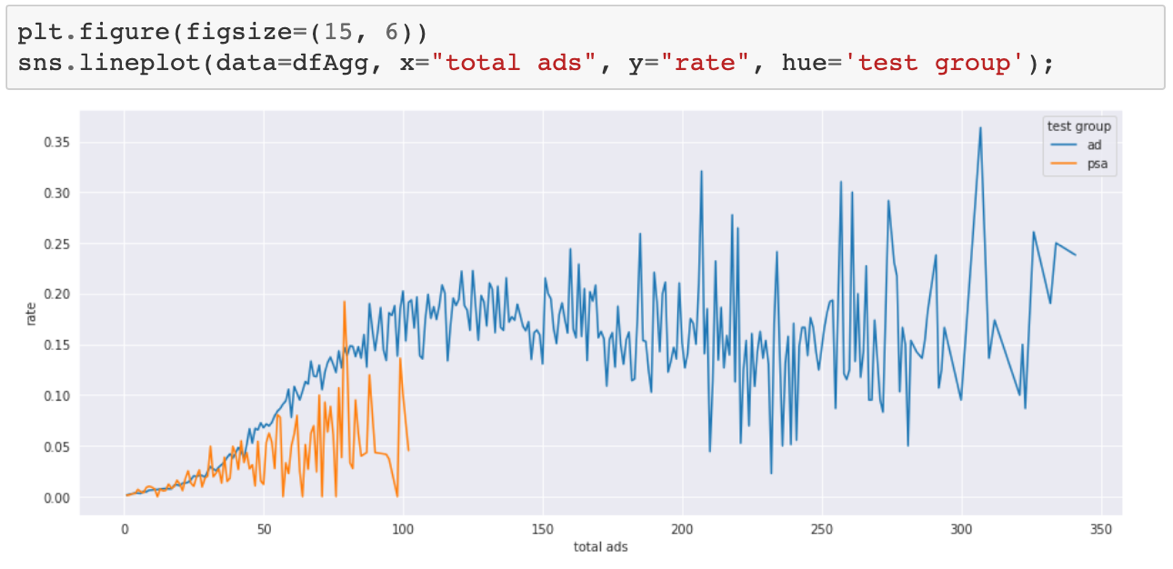 plt.figure(figsize=(15, 6))
sns.lineplot(data=dfAgg, x="total ads", y="rate", hue='test group');
test group
ad
psa
0.35
0.30
0.25
0.20
0.15
0.10
0.05
0.00
rate
0
50
100
150
200
250
300
350
total ads